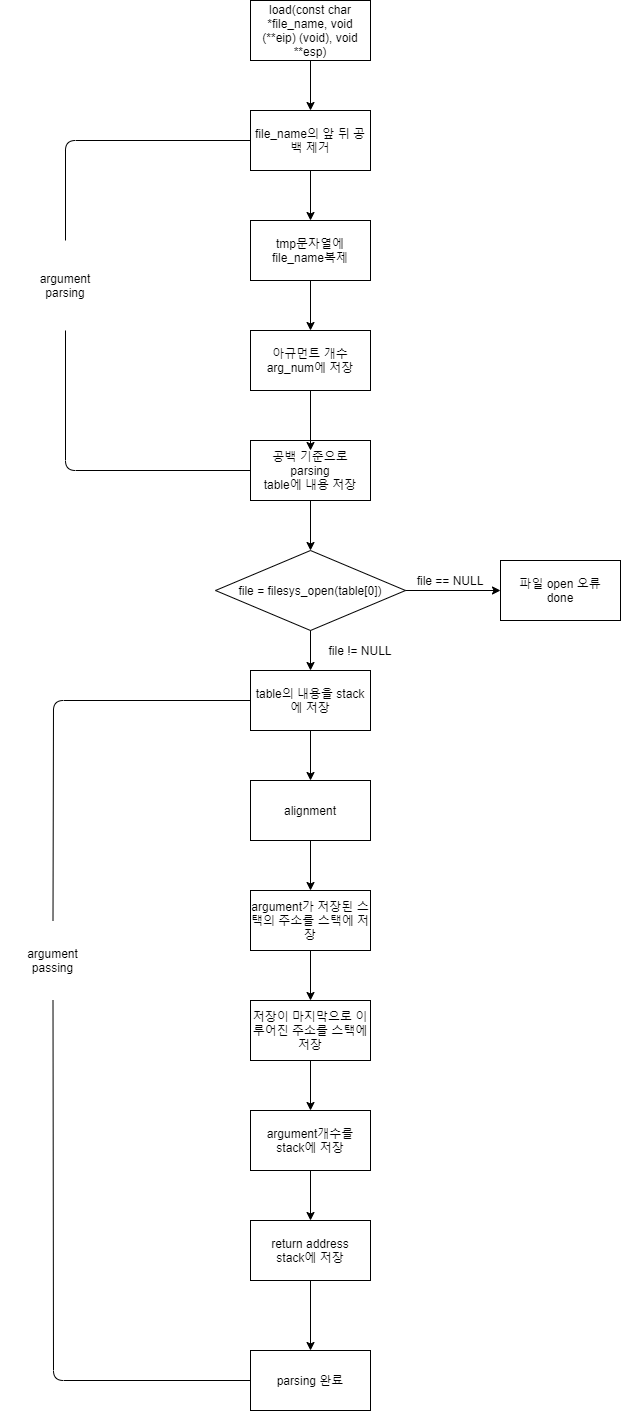 load(const char
*file_name, void
(**eip) (void), void
**esp)
file_name의 앞 뒤 공
백 제거
tmp문자열에
file_name복제
argument
parsing
아규먼트 개수
arg_num에 저장
공백 기준으로
parsing
table에 내용 저장
file = filesys_open(table[0])
file == NULL
파일 open 오류
done
file != NULL
table의 내용을 stack
에 저장
alignment
argument가 저장된 스
택의 주소를 스택에 저
장
argument
passing
저장이 마지막으로 이
루어진 주소를 스택에
저장
argument개수를
stack에 저장
return address
stack에 저장
parsing 완료